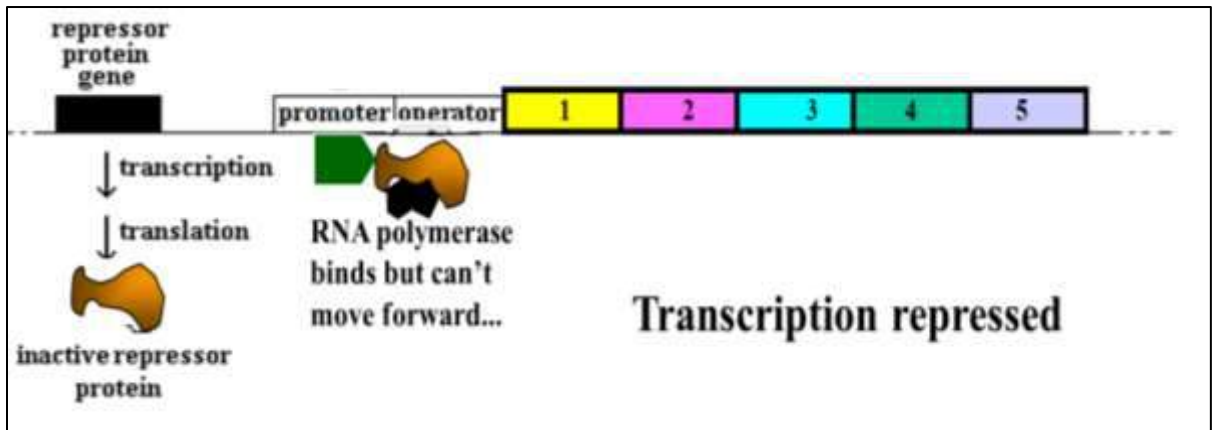 repressor
protein
gene
promoter operator 1 2 3 4 5
transcription
translation
RNA polymerase
binds but can't
move forward...
Transcription repressed
inactive repressor
protein